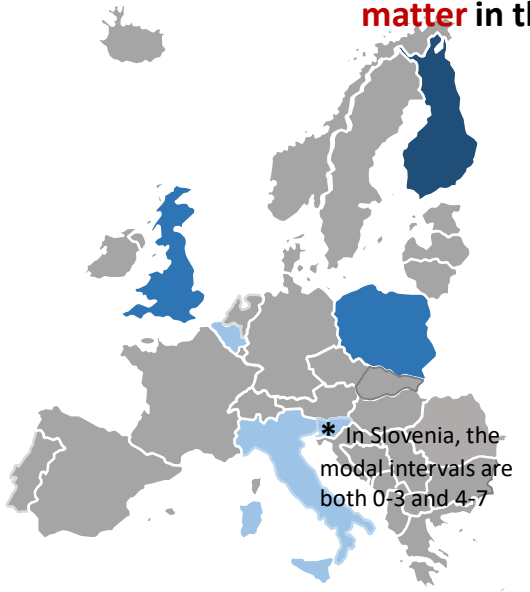 matter in th
* In Slovenia, the
modal intervals are
both 0-3 and 4-7